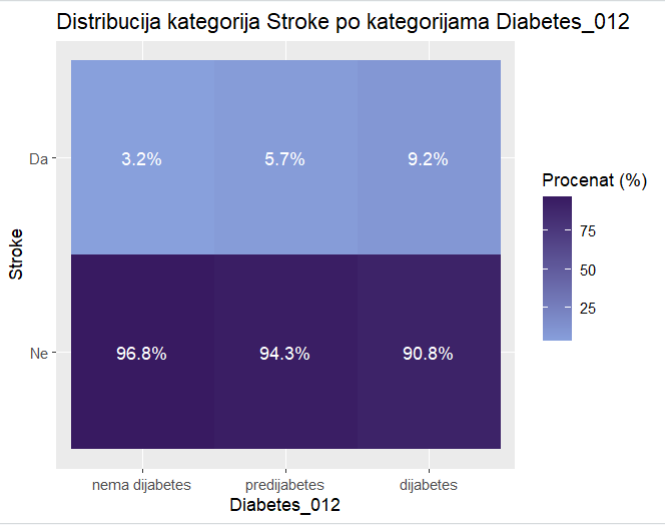 Distribucija kategorija Stroke po kategorijama Diabetes_012
Da
3.2%
5.7%
9.2%
Stroke
Ne
96.8%
94.3%
90.8%
nema dijabetes
predijabetes
dijabetes
Diabetes_012
Procenat (%)
75
50
25